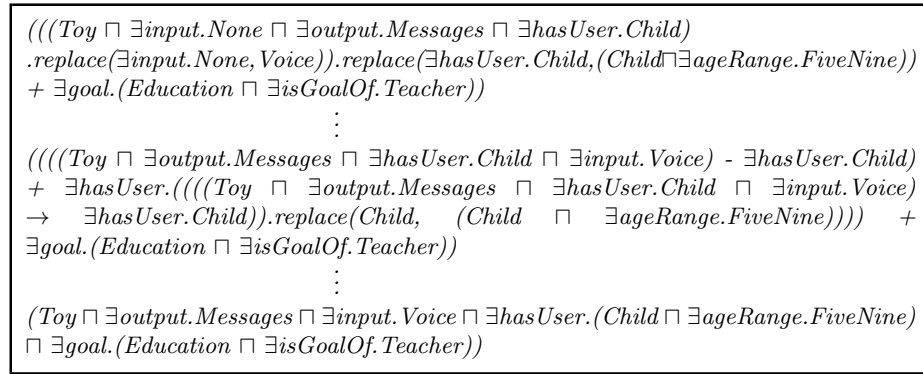 (((Toy ⊓ ∃input.None ⊓ ∃output.Messages ⊓ ∃hasUser.Child)
.replace(∃input.None,Voice)).replace(∃hasUser.Child,(Child⊓∃ageRange.FiveNine))
+ ∃goal.(Education ⊓ ∃isGoalOf.Teacher))
⋮
((((Toy ⊓ ∃output.Messages ⊓ ∃hasUser.Child ⊓ ∃input.Voice) - ∃hasUser.Child)
+ ∃hasUser.((((Toy ⊓ ∃output.Messages ⊓ ∃hasUser.Child ⊓ ∃input.Voice)
→ ∃hasUser.Child)).replace(Child, (Child ⊓ ∃ageRange.FiveNine)))) +
∃goal.(Education ⊓ ∃isGoalOf.Teacher))
⋮
(Toy ⊓ ∃output.Messages ⊓ ∃input.Voice ⊓ ∃hasUser.(Child ⊓ ∃ageRange.FiveNine)
⊓ ∃goal.(Education ⊓ ∃isGoalOf.Teacher))